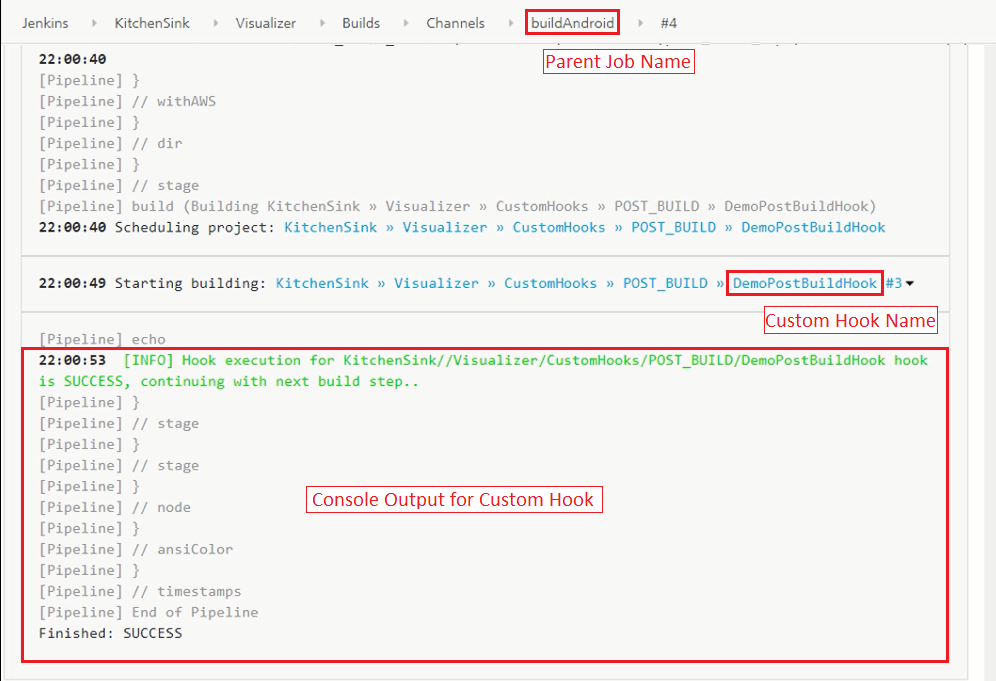 Jenkins KitchenSink Visualizer Builds Channels buildAndroid #4
Parent Job Name
22:00:40
[Pipeline] }
[Pipeline] // withAWS
[Pipeline] }
[Pipeline] // dir
[Pipeline] }
[Pipeline] // stage
[Pipeline] build (Building KitchenSink » Visualizer » CustomHooks » POST_BUILD » DemoPostBuildHook)
22:00:40 Scheduling project: KitchenSink » Visualizer » CustomHooks » POST_BUILD » DemoPostBuildHook
22:00:49 Starting building: KitchenSink » Visualizer » CustomHooks » POST_BUILD » DemoPostBuildHook #3
Custom Hook Name
[Pipeline] echo
22:00:53 [INFO] Hook execution for KitchenSink//Visualizer/CustomHooks/POST_BUILD/DemoPostBuildHook hook
is SUCCESS, continuing with next build step..
[Pipeline] }
[Pipeline] // stage
[Pipeline] }
[Pipeline] // stage
[Pipeline] }
Console Output for Custom Hook
[Pipeline] // node
[Pipeline] }
[Pipeline] // ansiColor
[Pipeline] }
[Pipeline] // timestamps
[Pipeline] End of Pipeline
Finished: SUCCESS